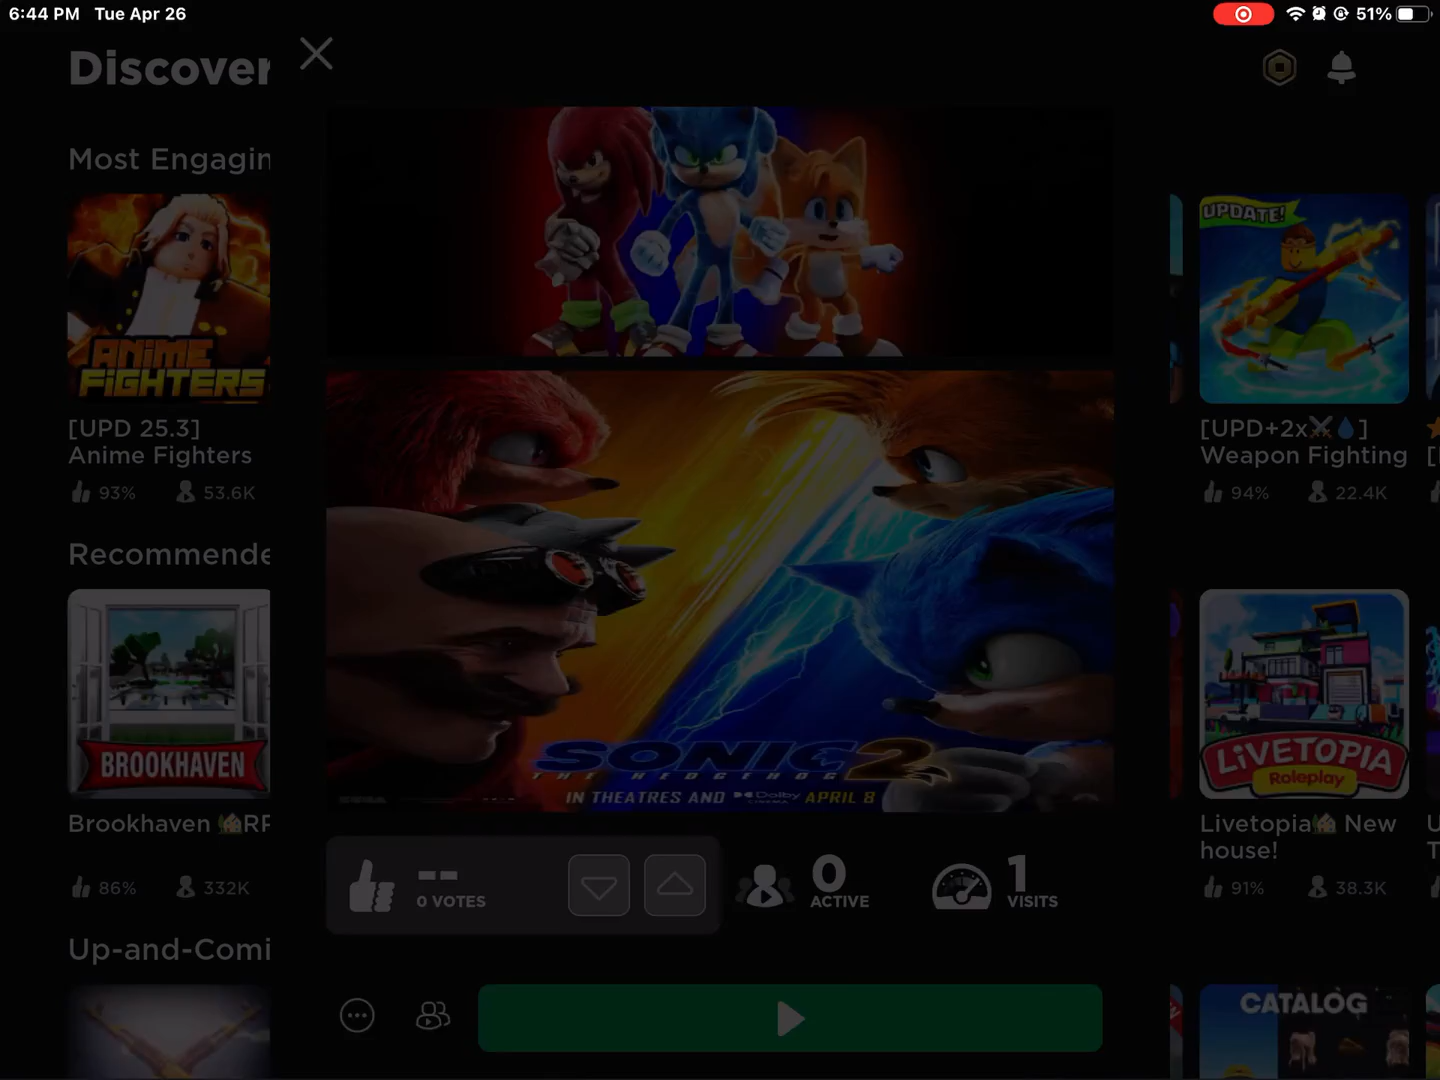 6:44 PM Tue Apr 26
51%
Discover
Most Engagin
ANIME
FIGHTERS
[UPD 25.3]
Anime Fighters
93% 53.6K
Recommende
BROOKHAVEN
Brookhaven 🏡RP
86% 332K
Up-and-Comi
SONIC 2
THE HEDGEHOG
IN THEATRES AND Dolby CINEMA APRIL 8
--
0 VOTES
0
ACTIVE
1
VISITS
UPDATE!
[UPD+2x⚔️💧]
Weapon Fighting
94% 22.4K
LIVETOPIA
Roleplay
Livetopia🏡 New
house!
91% 38.3K
CATALOG